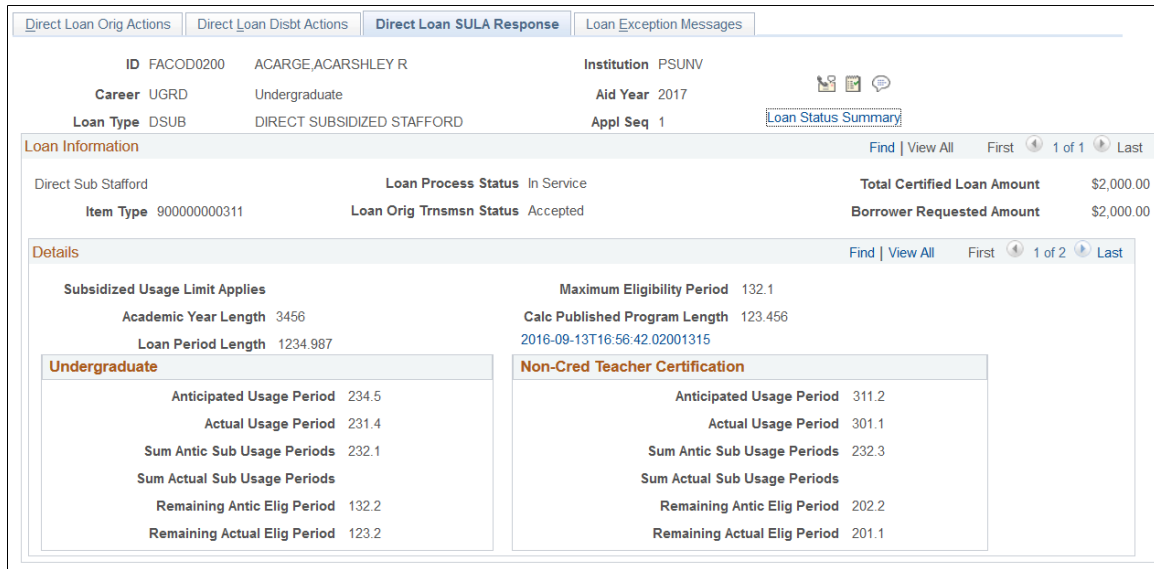 Direct Loan Orig Actions Direct Loan Disbt Actions Direct Loan SULA Response Loan Exception Messages
ID FACOD0200 ACARGE,ACARSHLEY R Institution PSUNV
Career UGRD Undergraduate Aid Year 2017
Loan Type DSUB DIRECT SUBSIDIZED STAFFORD Appl Seq 1 Loan Status Summary
Loan Information Find | View All First 1 of 1 Last
Direct Sub Stafford Loan Process Status In Service Total Certified Loan Amount $2,000.00
Item Type 900000000311 Loan Orig Trnsmsn Status Accepted Borrower Requested Amount $2,000.00
Details Find | View All First 1 of 2 Last
Subsidized Usage Limit Applies Maximum Eligibility Period 132.1
Academic Year Length 3456 Calc Published Program Length 123.456
Loan Period Length 1234.987 2016-09-13T16:56:42.02001315
Undergraduate Non-Cred Teacher Certification
Anticipated Usage Period 234.5 Anticipated Usage Period 311.2
Actual Usage Period 231.4 Actual Usage Period 301.1
Sum Antic Sub Usage Periods 232.1 Sum Antic Sub Usage Periods 232.3
Sum Actual Sub Usage Periods Sum Actual Sub Usage Periods
Remaining Antic Elig Period 132.2 Remaining Antic Elig Period 202.2
Remaining Actual Elig Period 123.2 Remaining Actual Elig Period 201.1